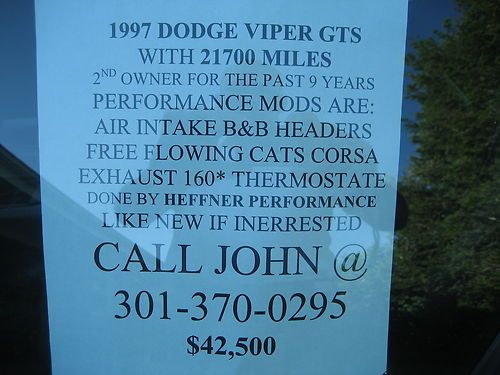 1997 DODGE VIPER GTS
WITH 21700 MILES
2ND OWNER FOR THE PAST 9 YEARS
PERFORMANCE MODS ARE:
AIR INTAKE B&B HEADERS
FREE FLOWING CATS CORSA
EXHAUST 160* THERMOSTATE
DONE BY HEFFNER PERFORMANCE
LIKE NEW IF INERRESTED
CALL JOHN @
301-370-0295
$42,500